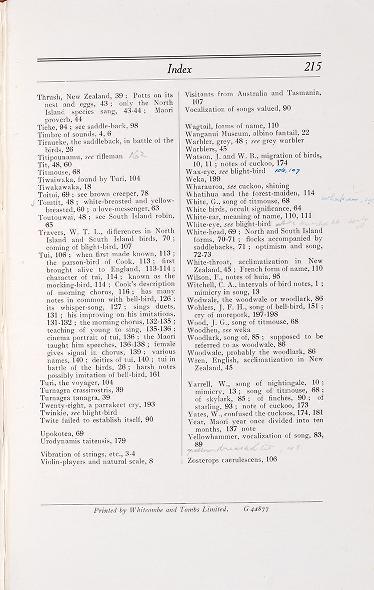 Index 215
Thrush, New Zealand, 39 ; Potts on its
nest and eggs, 43 ; only the North
Island species sang, 43-44 ; Maori
proverb, 44
Tieke, 94 ; see saddle-back, 98
Timbre of sounds, 4, 6
Tiraueke, the saddleback, in battle of the
birds, 26
Titipounamu, see rifleman
Tit, 48, 60
Titmouse, 68
Tiwaiwaka, found by Turi, 104
Tiwakawaka, 18
Toitoi, 69 ; see brown creeper, 78
Tomtit, 48 ; white-breasted and yellow-
breasted, 60 ; a love-messenger, 63
Toutouwai, 48 ; see South Island robin,
65
Travers, W. T. L., differences in North
Island and South Island birds, 70 ;
coming of blight-bird, 107
Tui, 106 ; when first made known, 113 ;
the parson-bird of Cook, 113 ; first
brought alive to England, 113-114 ;
character of tui, 114 ; known as the
mocking-bird, 114 ; Cook's description
of morning chorus, 116 ; has many
notes in common with bell-bird, 126 ;
its whisper-song, 127 ; sings duets,
131 ; his improving on his imitations,
131-132 ; the morning chorus, 132-135 ;
teaching of young to sing, 135-136 ;
cinema portrait of tui, 136 ; the Maori
taught him speeches, 136-138 ; female
gives signal in chorus, 139 ; various
names, 140 ; deities of tui, 140 ; tui in
battle of the birds, 26 ; harsh notes
possibly imitation of bell-bird, 161
Turi, the voyager, 104
Turnagra crassirostris, 39
Turnagra tanagra, 39
Twenty-eight, a parrakeet cry, 193
Twinkie, see blight-bird
Twite failed to establish itself, 90
Upokotea, 69
Urodynamis taitensis, 179
Vibration of strings, etc., 3-4
Violin-players and natural scale, 8
Visitants from Australia and Tasmania,
107
Vocalization of songs valued, 90
Wagtail, forms of name, 110
Wanganui Museum, albino fantail, 22
Warbler, grey, 48 ; see grey warbler
Warblers, 45
Watson, J. and W. R., migration of birds,
10, 11 ; notes of cuckoo, 174
Wax-eye, see blight-bird 106, 107
Weka, 199
Wharauroa, see cuckoo, shining
Whatihua and the forest-maiden, 114
White, G., song of titmouse, 68
White birds, occult significance, 64
White-ear, meaning of name, 110, 111
White-eye, see blight-bird
White-head, 69 ; North and South Island
forms, 70-71 ; flocks accompanied by
saddlebacks, 71 ; optimism and song,
72-73
White-throat, acclimatization in New
Zealand, 45 ; French form of name, 110
Wilson, F., notes of huia, 95
Witchell, C. A., intervals of bird notes, 1 ;
mimicry in song, 13
Wodwale, the woodwale or woodlark, 86
Wohlers, J. F. H., song of bell-bird, 151 ;
cry of morepork, 197-198
Wood, J. G., song of titmouse, 68
Woodhen, see weka
Woodlark, song of, 85 ; supposed to be
referred to as woodwale, 86
Woodwale, probably the woodlark, 86
Wren, English, acclimatization in New
Zealand, 45
Yarrell, W., song of nightingale, 10 ;
mimicry, 13 ; song of titmouse, 68 ;
of skylark, 85 ; of finches, 90 ; of
starling, 93 ; note of cuckoo, 173
Yates, W., confused the cuckoos, 174, 181
Year, Maori year once divided into ten
months, 137 note
Yellowhammer, vocalization of song, 83,
89
Zosterops caerulescens, 106
Printed by Whitcombe and Tombs Limited. G 44877